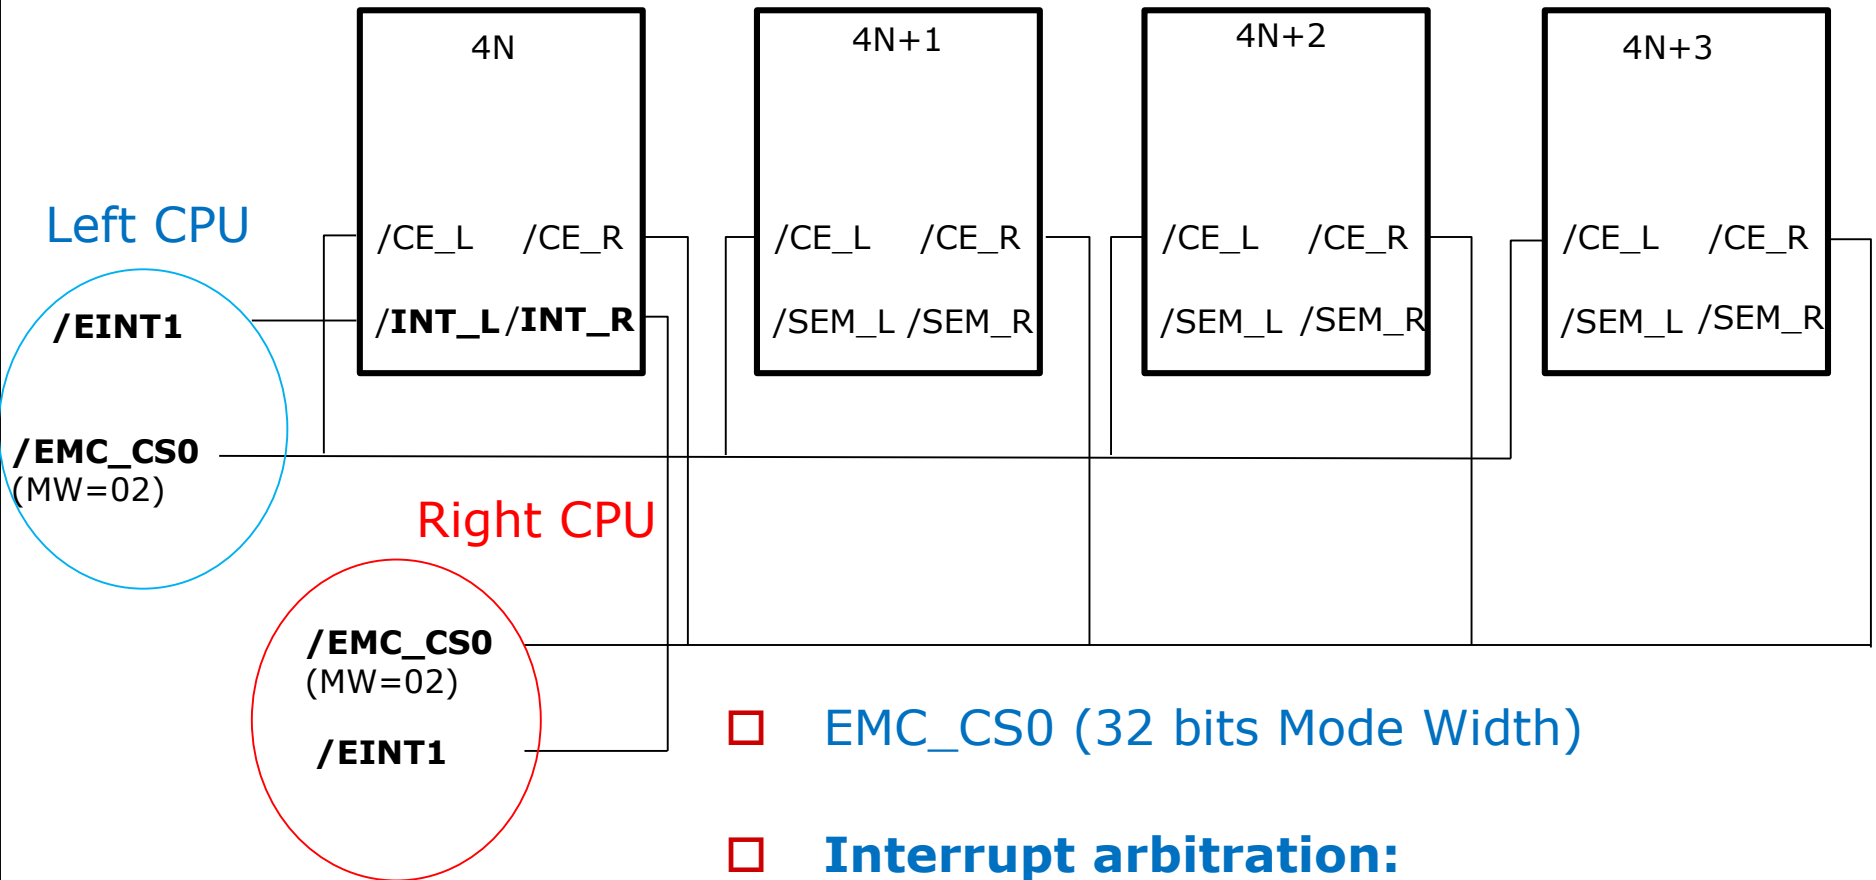 4N
4N+1
4N+2
4N+3
Left CPU
/CE_L /CE_R
/CE_L /CE_R
/CE_L /CE_R
/CE_L /CE_R
/EINT1
/INT_L /INT_R
/SEM_L /SEM_R
/SEM_L /SEM_R
/SEM_L /SEM_R
/EMC_CS0
(MW=02)
Right CPU
/EMC_CS0
(MW=02)
/EINT1
EMC_CS0 (32 bits Mode Width)
Interrupt arbitration: